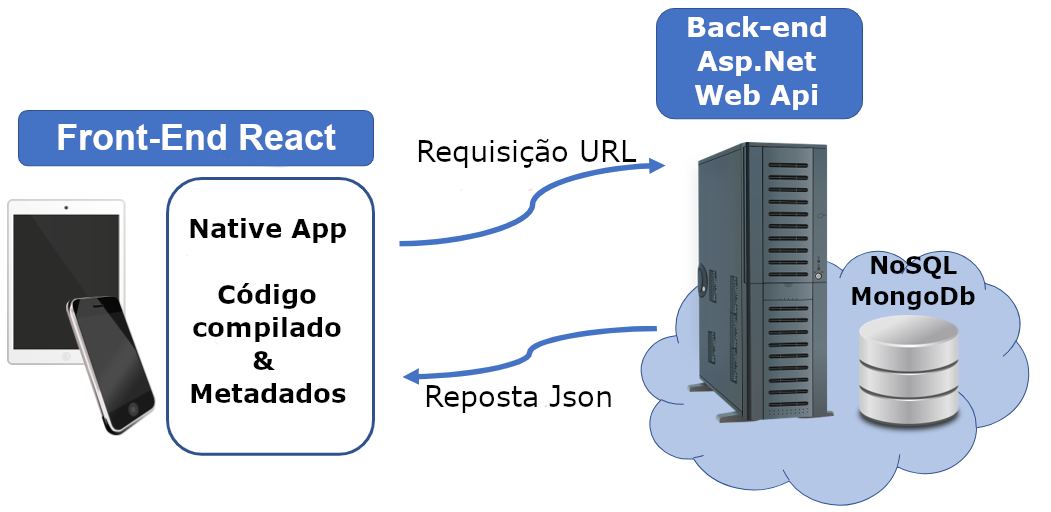 Front-End React
Native App
Código
compilado
&
Metadados
Requisição URL
Reposta Json
Back-end
Asp.Net
Web Api
NoSQL
MongoDb